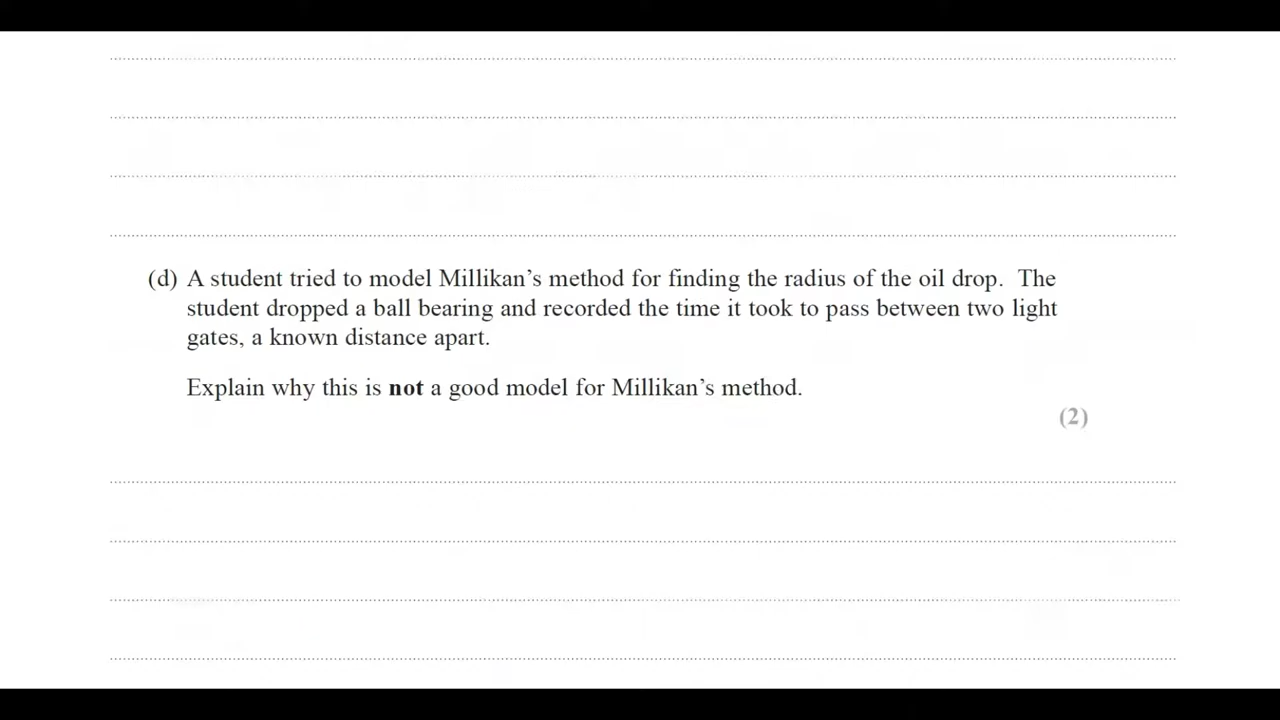 (d) A student tried to model Millikan’s method for finding the radius of the oil drop. The
student dropped a ball bearing and recorded the time it took to pass between two light
gates, a known distance apart.
Explain why this is not a good model for Millikan’s method.
(2)